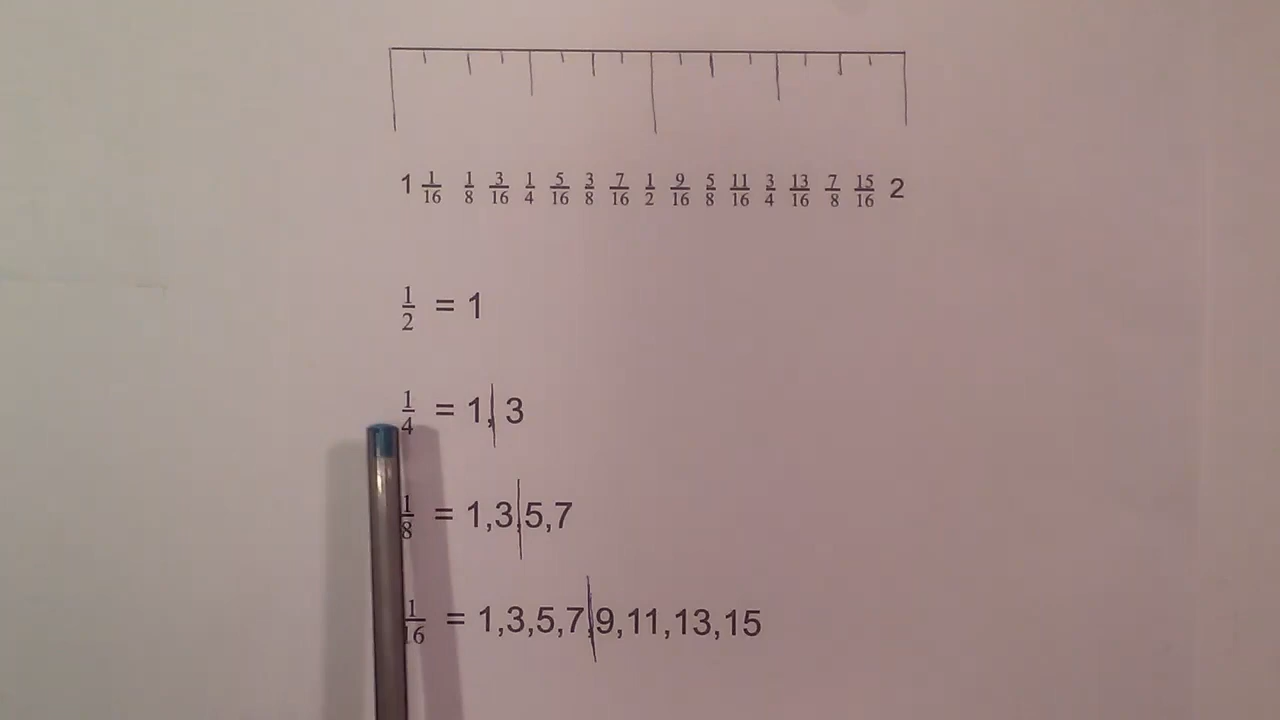 1 1/16 1/8 3/16 1/4 5/16 3/8 7/16 1/2 9/16 5/8 11/16 3/4 13/16 7/8 15/16 2
1/2 = 1
1/4 = 1, 3
1/8 = 1,3,5,7
1/16 = 1,3,5,7,9,11,13,15